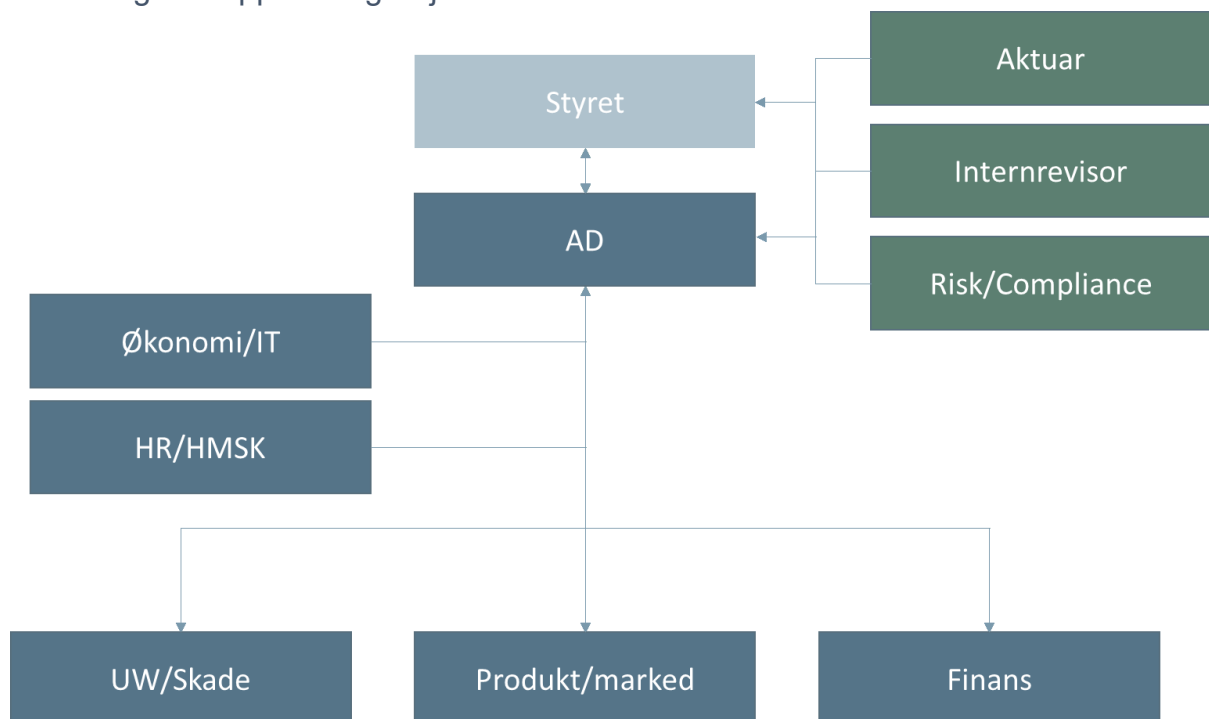 Aktuar
Styret
Internrevisor
AD
Risk/Compliance
Økonomi/IT
HR/HMSK
UW/Skade
Produkt/marked
Finans